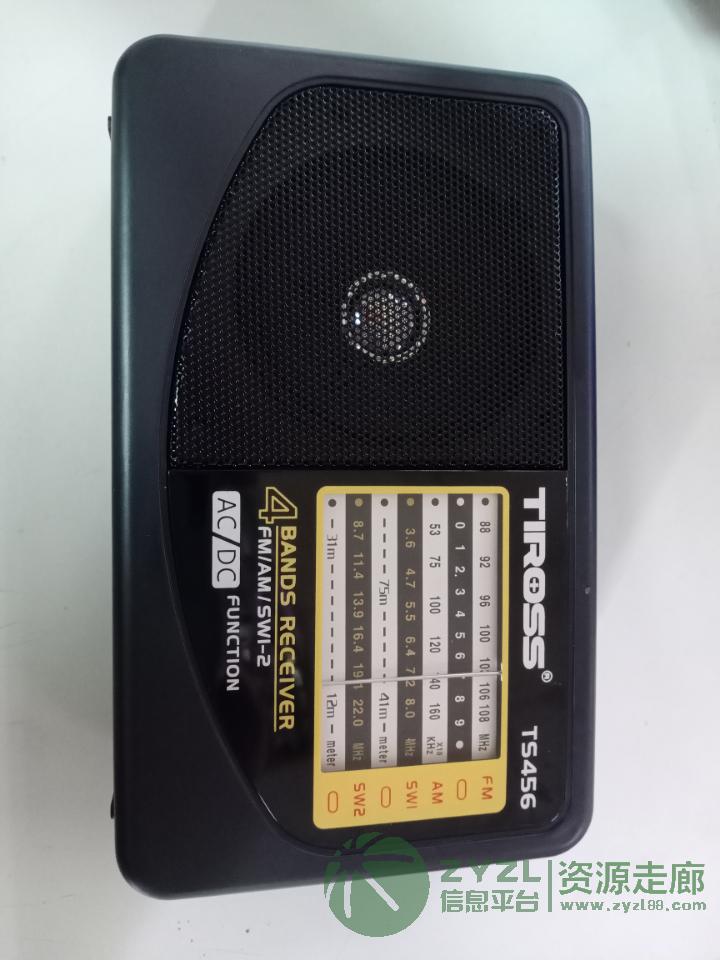 TIROSS® TS456
88 92 96 100 106 108 MHz FM
0 1 2. 3 4 5 6 8 9
53 75 100 120 160 X10 KHz AM
3.6 4.7 5.5 6.4 8.0 MHz SW1
75m 41m meter
8.7 11.4 13.9 16.4 22.0 MHz SW2
31m 12m meter
4 BANDS RECEIVER
FM/AM/SW1-2
AC/DC FUNCTION
ZYZL 信息平台
资源走廊
www.zyzl88.com